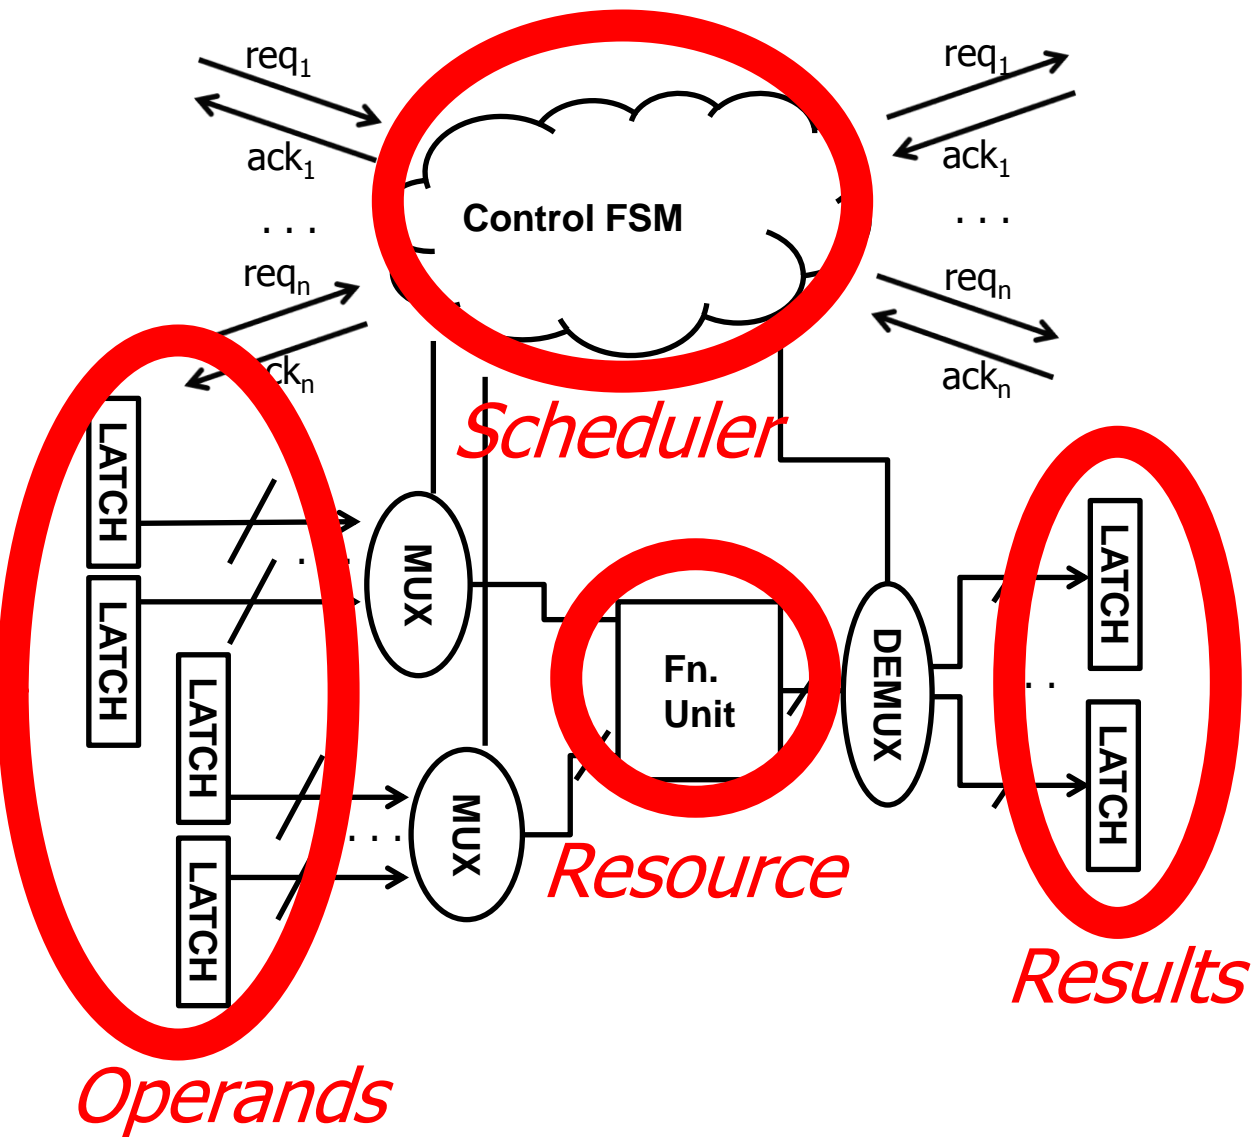 req1
req1
ack1
ack1
. . .
. . .
Control FSM
reqn
reqn
ckn
ackn
Scheduler
LATCH
LATCH
MUX
. . . .
LATCH
LATCH
Fn.
Unit
DEMUX
. .
LATCH
LATCH
MUX
. . .
Resource
LATCH
Results
Operands